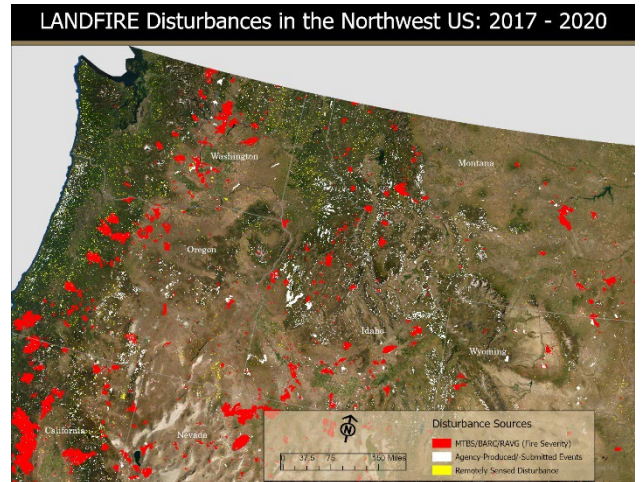 LANDFIRE Disturbances in the Northwest US: 2017 - 2020
Washington
Montana
Oregon
Idaho
Wyoming
California
Nevada
N
0 37.5 75 150 Miles
Disturbance Sources
MTBS/BARC/RAVG (Fire Severity)
Agency-Produced/-Submitted Events
Remotely Sensed Disturbance